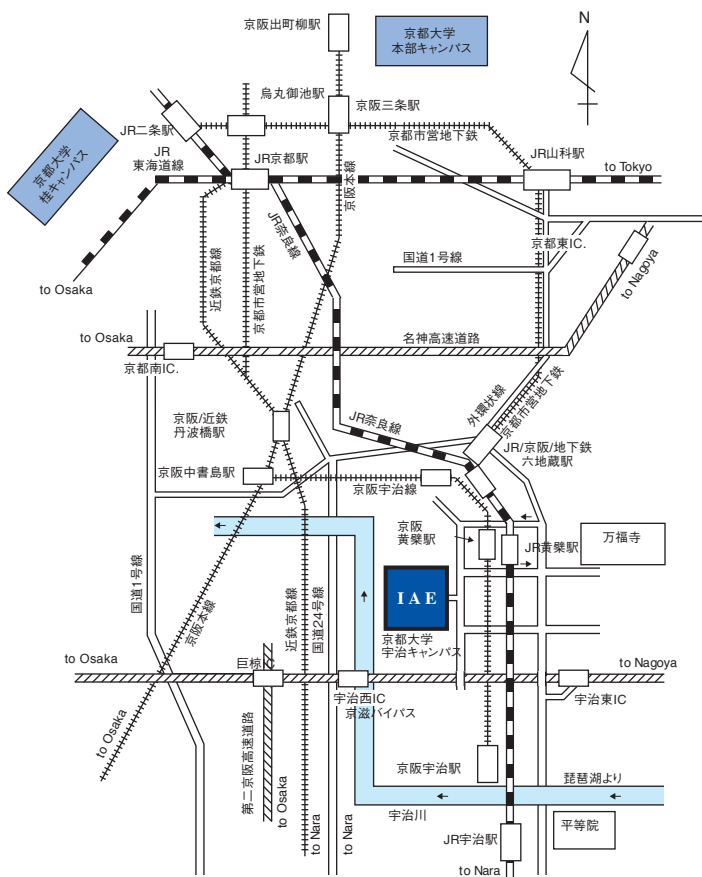 京阪出町柳駅
京都大学
本部キャンパス
N
烏丸御池駅
京阪三条駅
京都市営地下鉄
JR二条駅
JR山科駅
京都大学
桂キャンパス
JR
東海道線
JR京都駅
to Tokyo
京阪本線
JR奈良線
京都東IC.
国道1号線
to Nagoya
to Osaka
近鉄京都線
京都市営地下鉄
to Osaka
名神高速道路
京都南IC.
外環状線
京都市営地下鉄
JR奈良線
京阪/近鉄
丹波橋駅
JR/京阪/地下鉄
六地蔵駅
京阪中書島駅
京阪宇治線
京阪
黄檗駅
JR黄檗駅
万福寺
国道1号線
京阪本線
近鉄京都線
国道24号線
IAE
京都大学
宇治キャンパス
to Osaka
巨椋IC
to Nagoya
宇治西IC
京滋バイパス
宇治東IC
to Osaka
第二京阪高速道路
to Osaka
to Nara
to Nara
京阪宇治駅
琵琶湖より
宇治川
平等院
JR宇治駅
to Nara